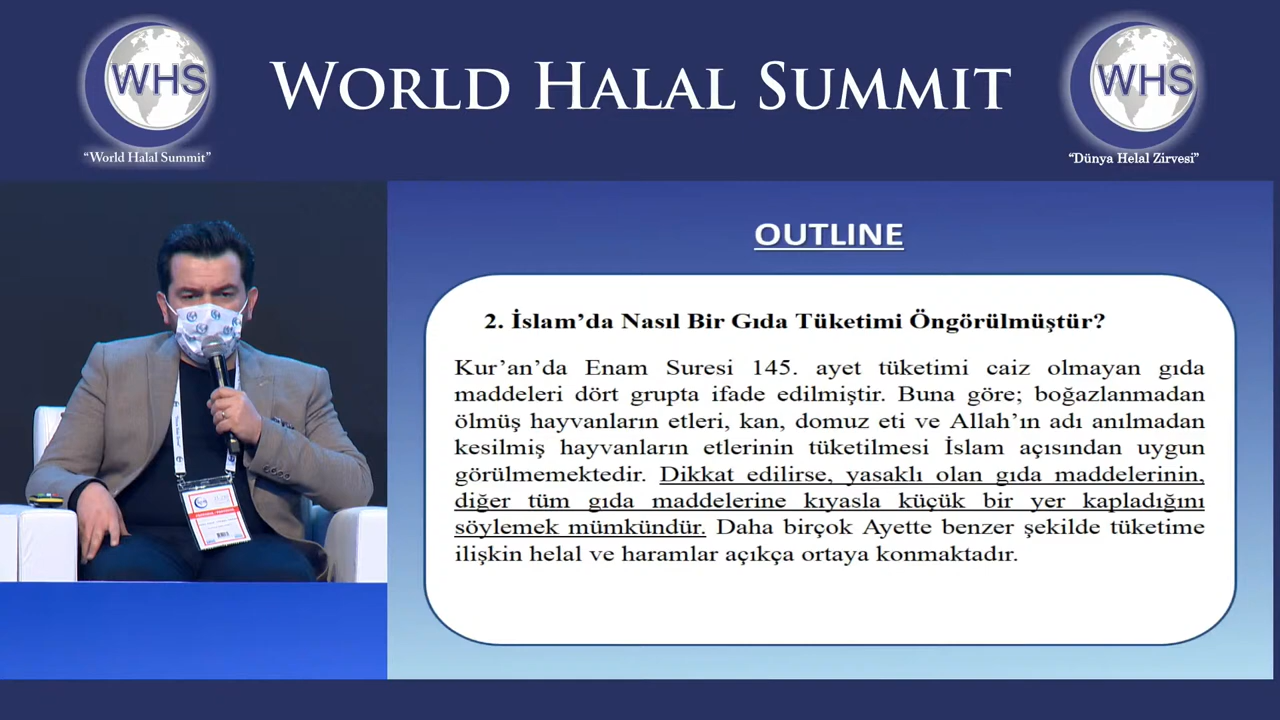 WHS
"World Halal Summit"
WORLD HALAL SUMMIT
WHS
"Dünya Helal Zirvesi"
OUTLINE
2. İslam’da Nasıl Bir Gıda Tüketimi Öngörülmüştür?
Kur’an’da Enam Suresi 145. ayet tüketimi caiz olmayan gıda
maddeleri dört grupta ifade edilmiştir. Buna göre; boğazlanmadan
ölmüş hayvanların etleri, kan, domuz eti ve Allah’ın adı anılmadan
kesilmiş hayvanların etlerinin tüketilmesi İslam açısından uygun
görülmemektedir. Dikkat edilirse, yasaklı olan gıda maddelerinin,
diğer tüm gıda maddelerine kıyasla küçük bir yer kapladığını
söylemek mümkündür. Daha birçok Ayette benzer şekilde tüketime
ilişkin helal ve haramlar açıkça ortaya konmaktadır.